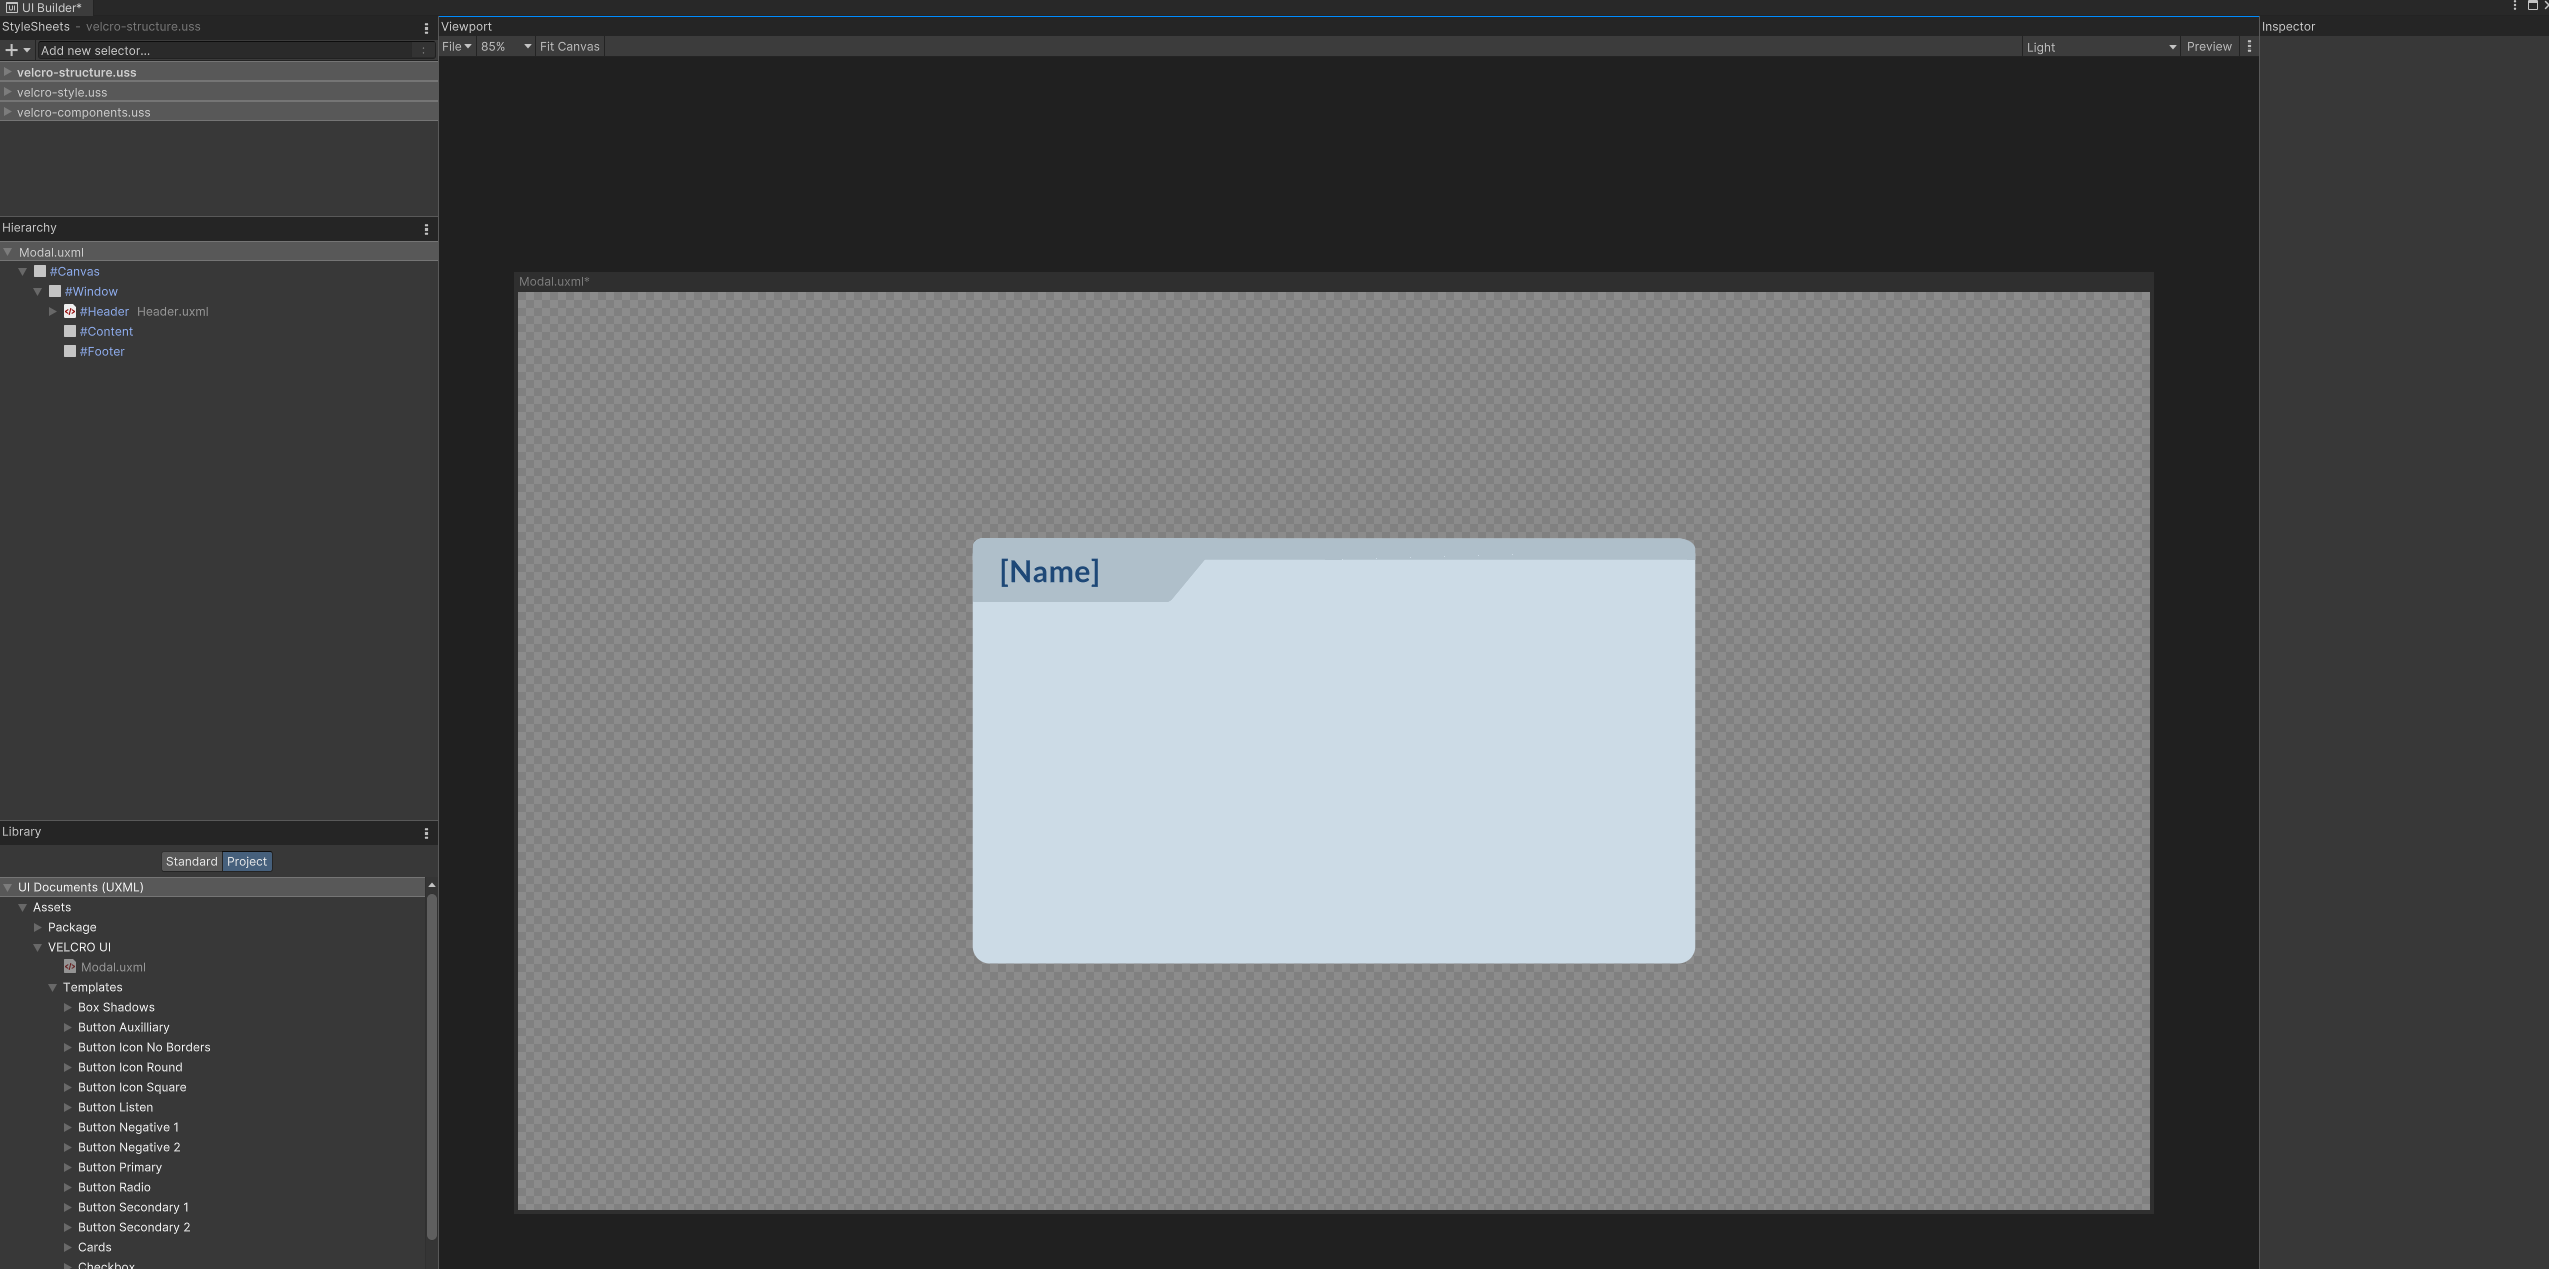 UI Builder*
StyleSheets - velcro-structure.uss
Add new selector...
velcro-structure.uss
velcro-style.uss
velcro-components.uss
Hierarchy
Modal.uxml
#Canvas
#Window
#Header Header.uxml
#Content
#Footer
Library
Standard Project
UI Documents (UXML)
Assets
Package
VELCRO UI
Modal.uxml
Templates
Box Shadows
Button Auxilliary
Button Icon No Borders
Button Icon Round
Button Icon Square
Button Listen
Button Negative 1
Button Negative 2
Button Primary
Button Radio
Button Secondary 1
Button Secondary 2
Cards
Checkbox
Viewport
File 85% Fit Canvas Light Preview
Modal.uxml*
[Name]
Inspector